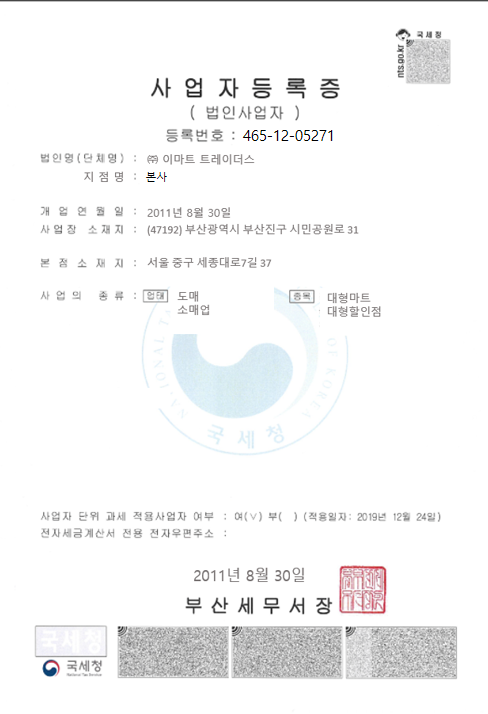 국세청
nts.go.kr
사업자등록증
( 법인사업자 )
등록번호 : 465-12-05271
법인명(단체명) : ㈜ 이마트 트레이더스
지점명 : 본사
개업연월일 : 2011년 8월 30일
사업장 소재지 : (47192) 부산광역시 부산진구 시민공원로 31
본점소재지 : 서울 중구 세종대로7길 37
사업의 종류 : 업태 도매 종목 대형마트
소매업 대형할인점
국세청
사업자 단위 과세 적용사업자 여부 : 여(∨) 부( ) (적용일자: 2019년 12월 24일)
전자세금계산서 전용 전자우편주소 :
2011년 8월 30일
부산세무서장
국세청
국세청
National Tax Service